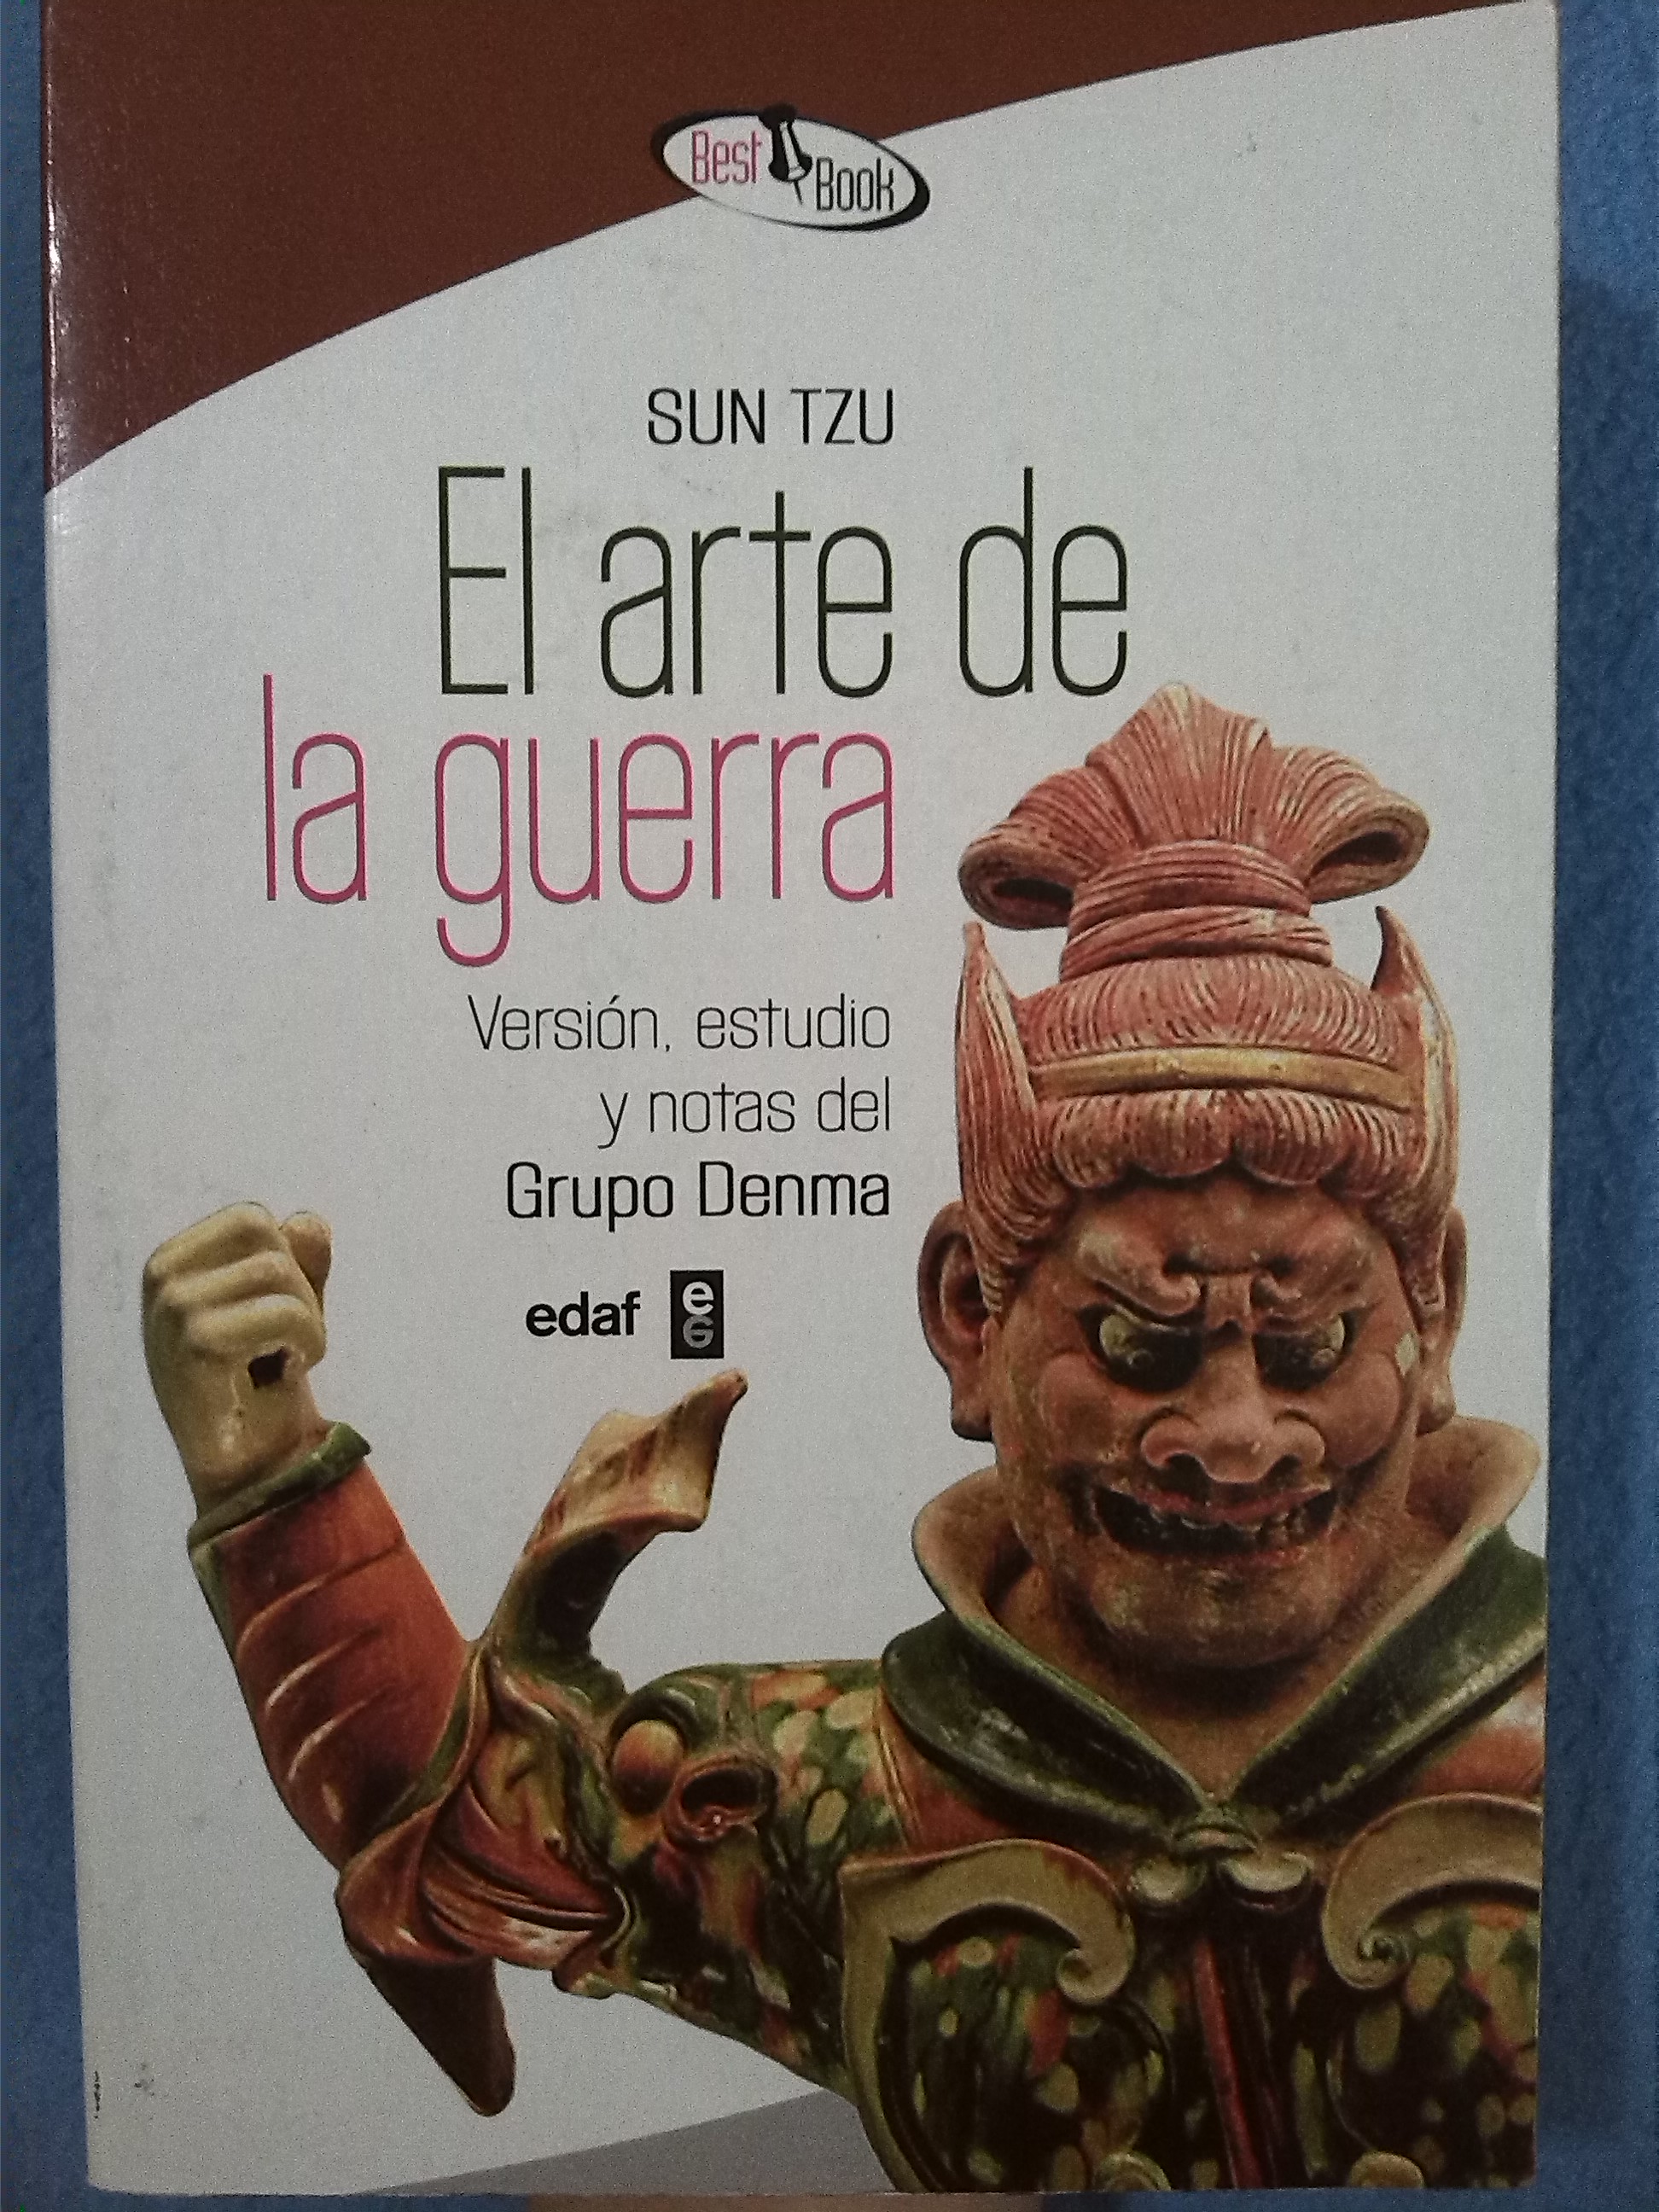 Best Book
SUN TZU
El arte de
la guerra
Versión, estudio
y notas del
Grupo Denma
edaf e